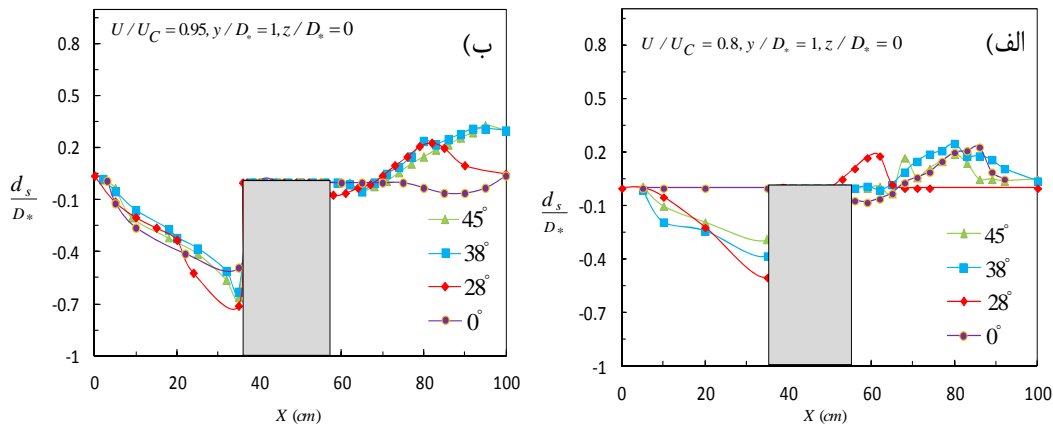 U / U_C = 0.95, y / D_* = 1, z / D_* = 0
ب)
0.8
0.5
0.2
-0.1
-0.4
-0.7
-1
d_s / D_*
45°
38°
28°
0°
0 20 40 60 80 100
X (cm)
U / U_C = 0.8, y / D_* = 1, z / D_* = 0
الف)
0.8
0.5
0.2
-0.1
-0.4
-0.7
-1
d_s / D_*
45°
38°
28°
0°
0 20 40 60 80 100
X (cm)